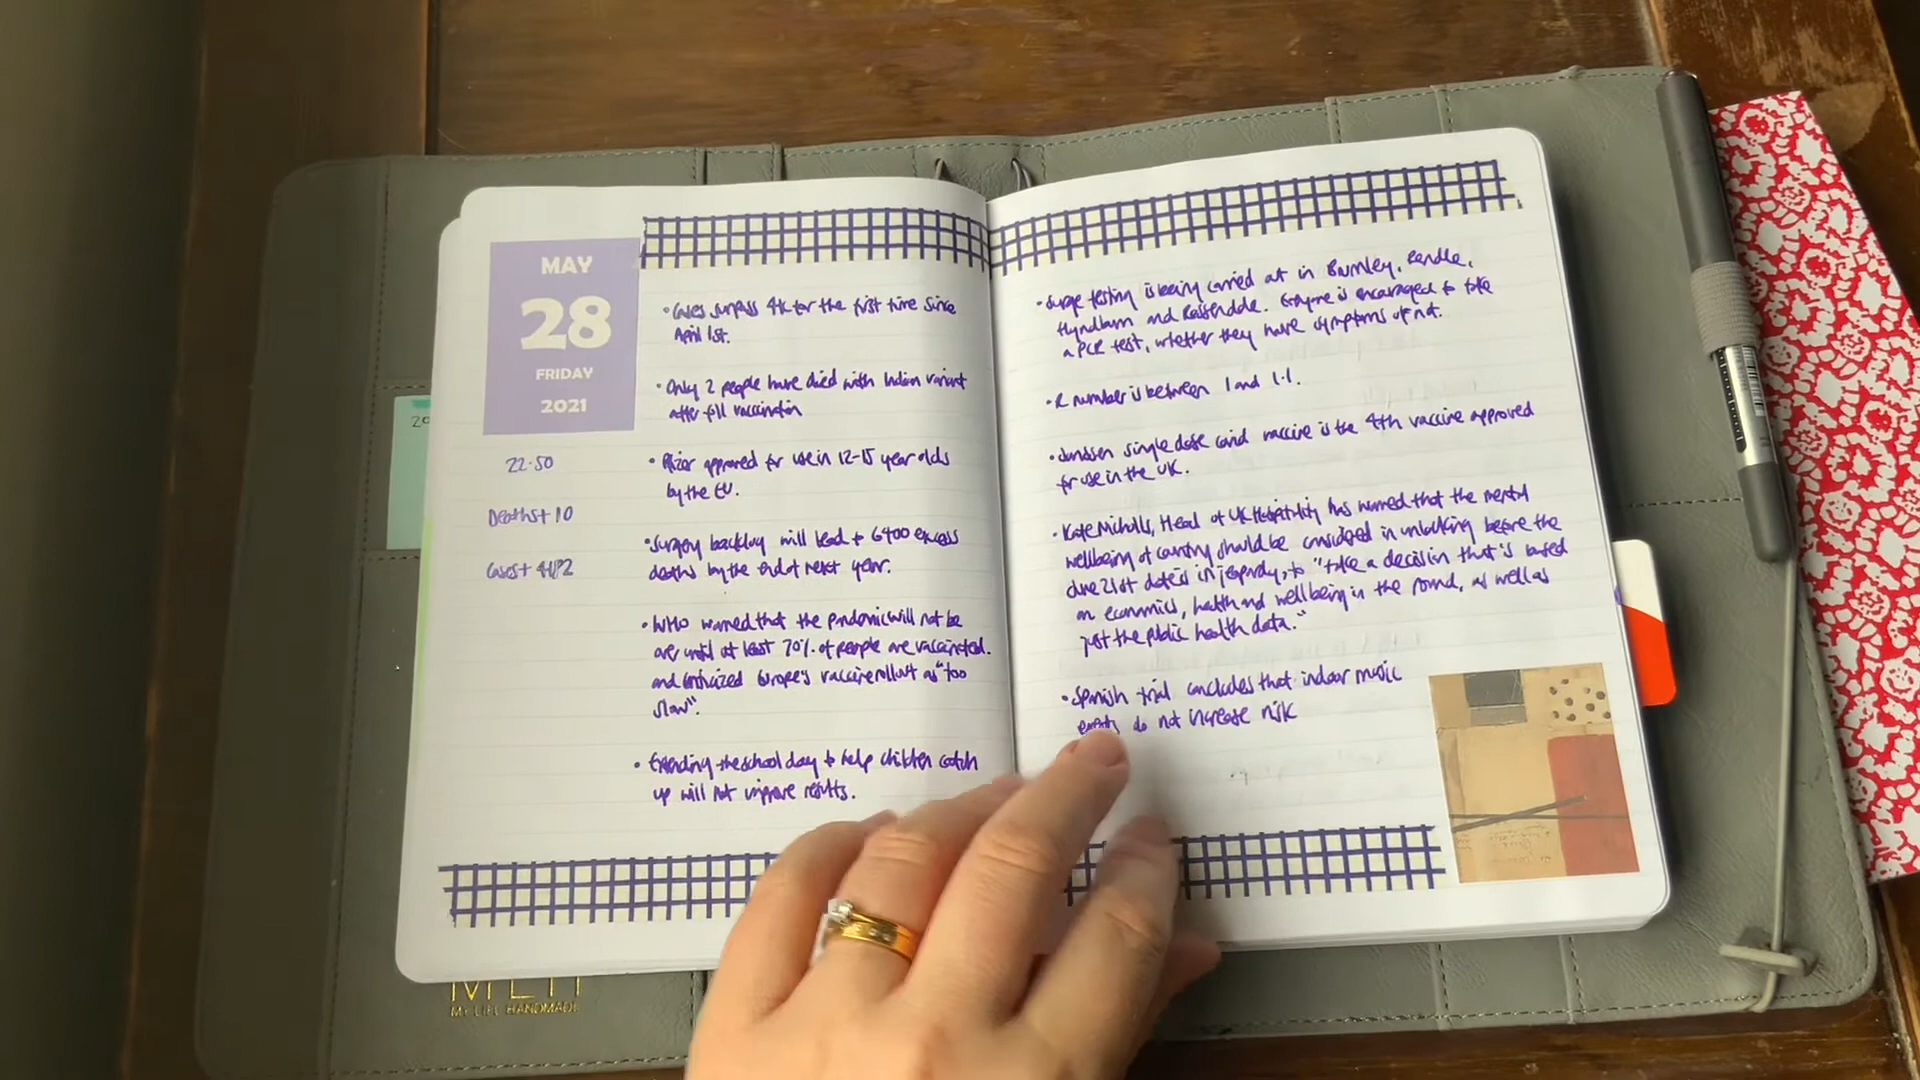 MAY
28
FRIDAY
2021
22.50
Deaths + 10
Cases + 4182
• Cases surpass 4k for the first time since
April 1st.
• Only 2 people have died with Indian variant
after full vaccination
• Pfizer approved for use in 12-15 year olds
by the EU.
• Surgery backlog will lead to 6400 excess
deaths by the end of next year.
• WHO warned that the pandemic will not be
over until at least 70% of people are vaccinated.
and criticized Europe's vaccine rollout as "too
slow".
• Extending the school day to help children catch
up will not improve results.
• Surge testing is being carried out in Burnley, Pendle,
Hyndburn and Rossendale. Everyone is encouraged to take
a PCR test, whether they have symptoms or not.
• R number is between 1 and 1.1.
• Janssen single dose covid vaccine is the 4th vaccine approved
for use in the UK.
• Kate Nicholls, Head of UK Hospitality has warned that the mental
wellbeing of country should be considered in unlocking before the
June 21st date is in jeopardy, to "take a decision that is based
on economics, health and wellbeing in the round, as well as
just the public health data."
• Spanish trial concludes that indoor music
events do not increase risk
MY LIFE HANDMADE